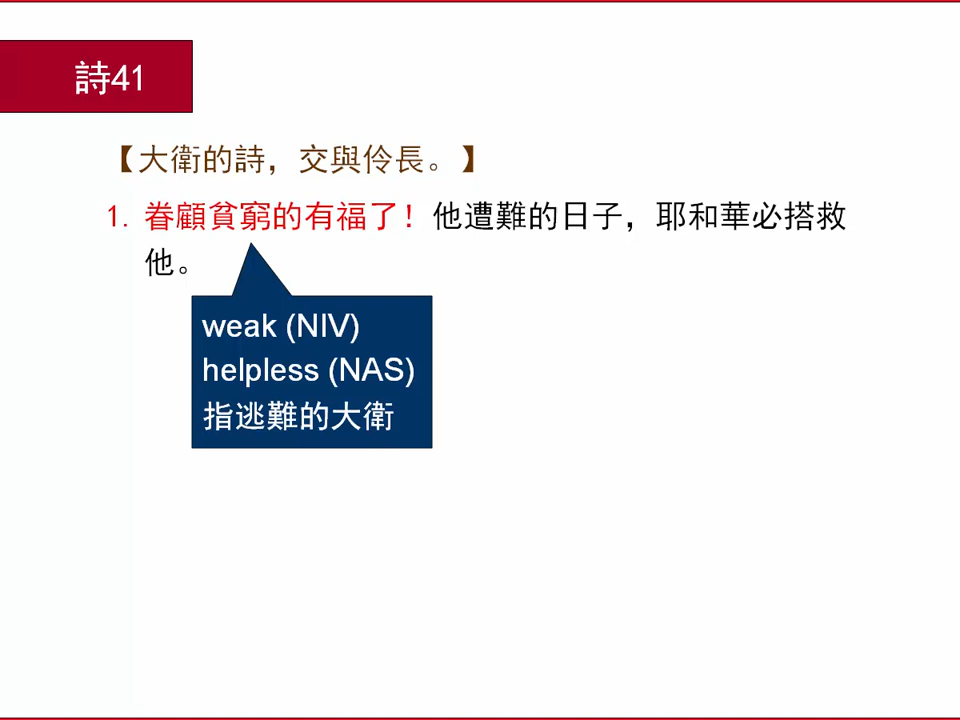 詩41
【大衛的詩，交與伶長。】
1. 眷顧貧窮的有福了！他遭難的日子，耶和華必搭救
他。
weak (NIV)
helpless (NAS)
指逃難的大衛